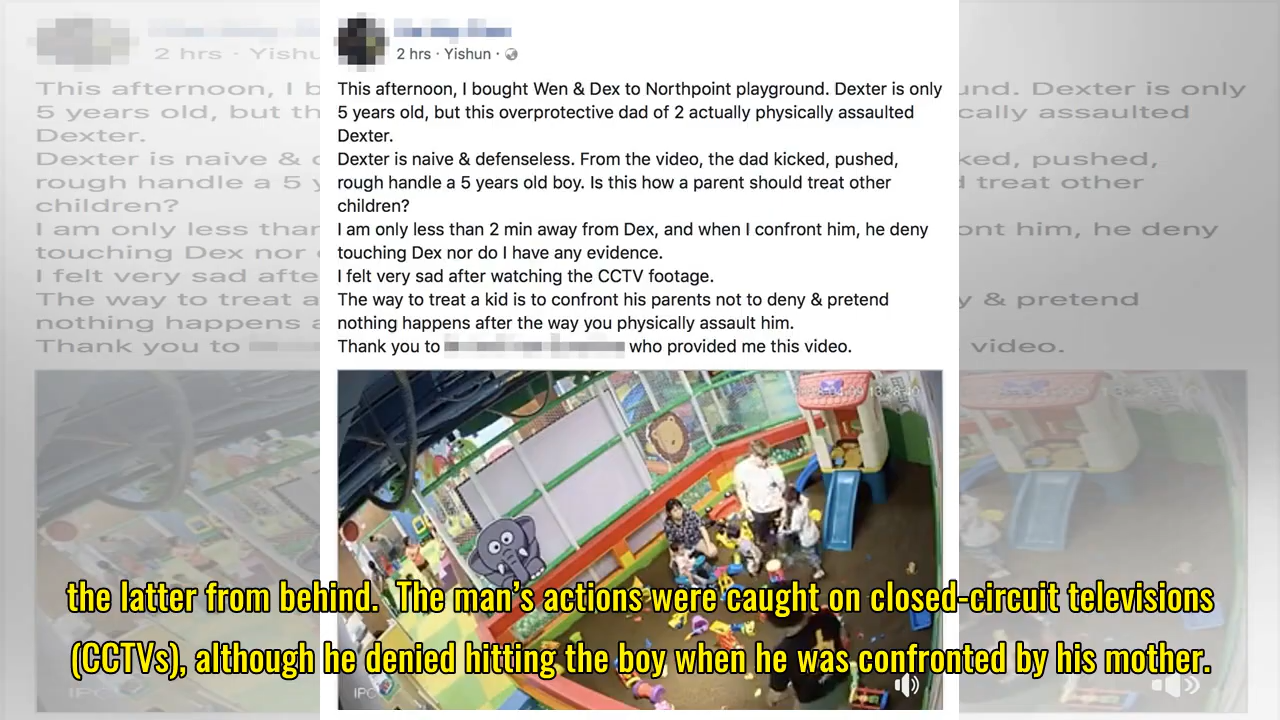 2 hrs · Yishun ·
This afternoon, I bought Wen & Dex to Northpoint playground. Dexter is only
5 years old, but this overprotective dad of 2 actually physically assaulted
Dexter.
Dexter is naive & defenseless. From the video, the dad kicked, pushed,
rough handle a 5 years old boy. Is this how a parent should treat other
children?
I am only less than 2 min away from Dex, and when I confront him, he deny
touching Dex nor do I have any evidence.
I felt very sad after watching the CCTV footage.
The way to treat a kid is to confront his parents not to deny & pretend
nothing happens after the way you physically assault him.
Thank you to who provided me this video.
the latter from behind. The man's actions were caught on closed-circuit televisions
(CCTVs), although he denied hitting the boy when he was confronted by his mother.
IPC